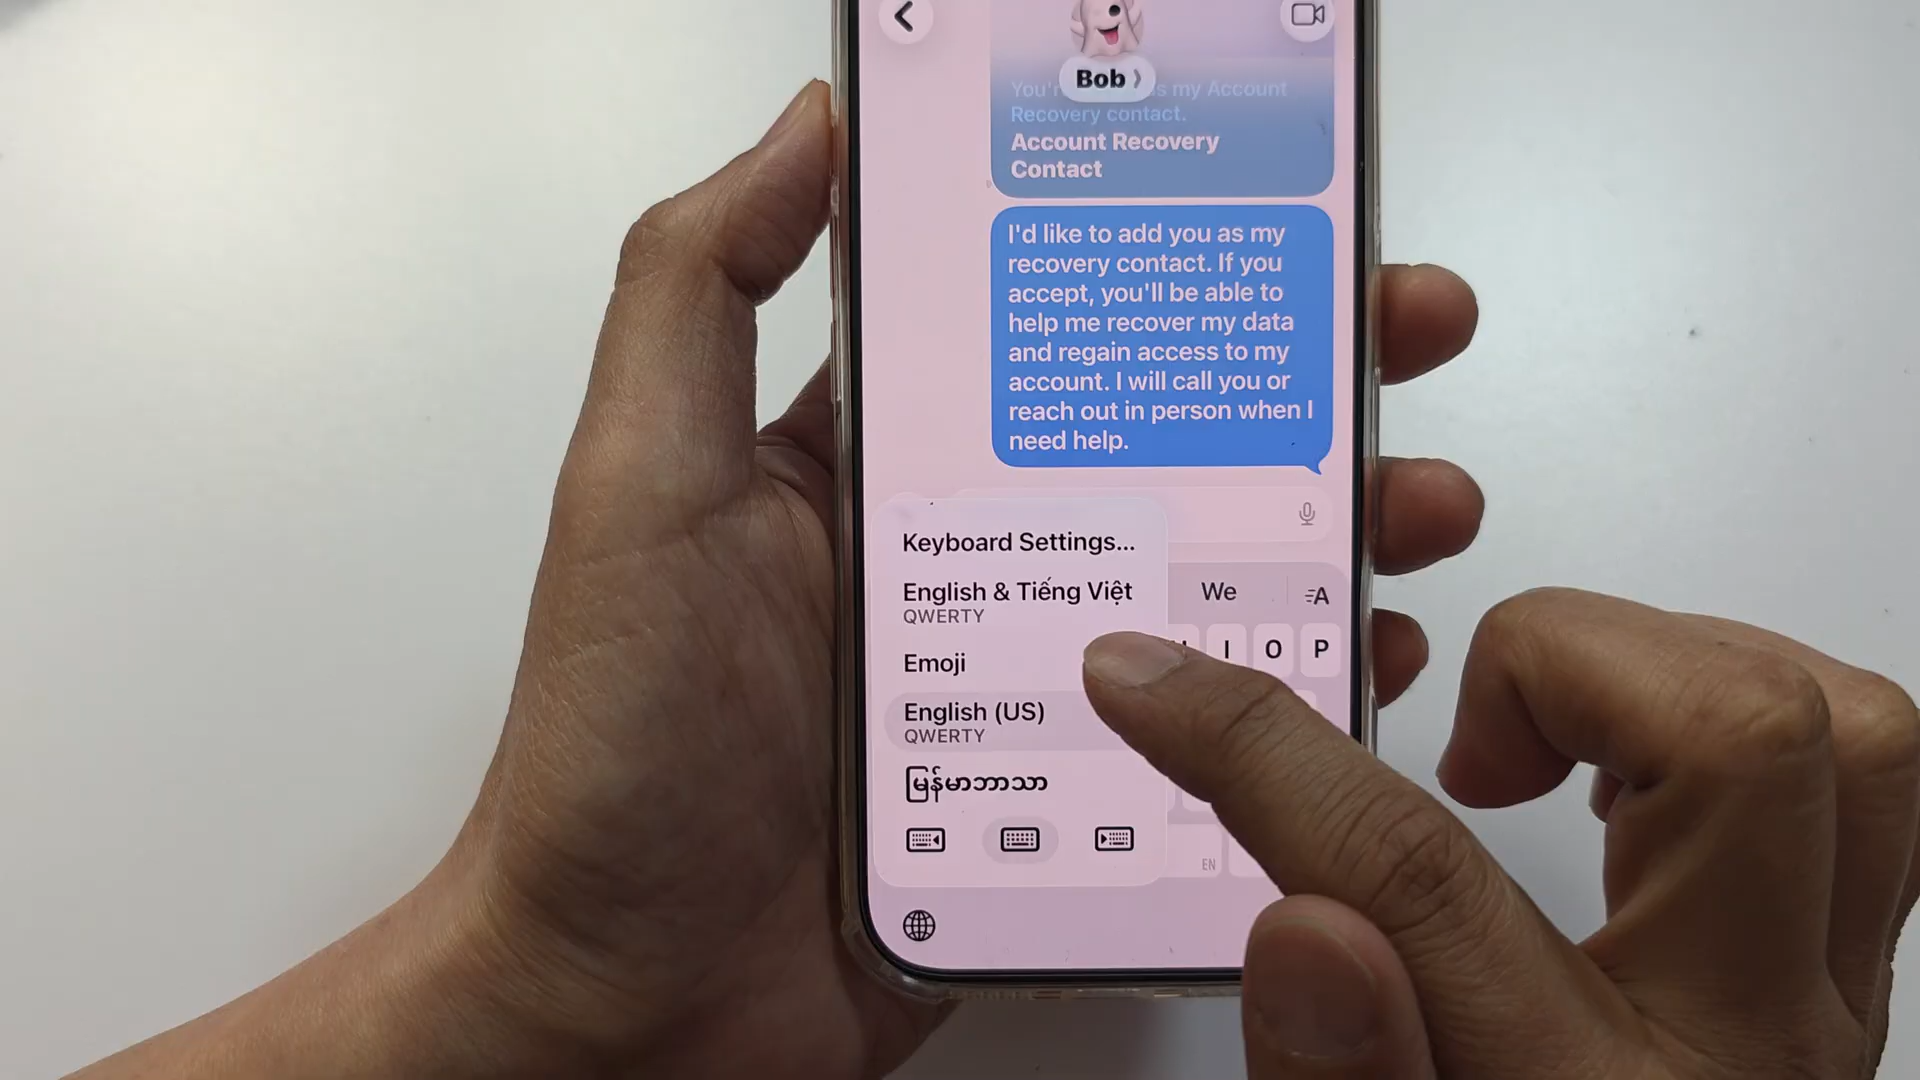 Bob
my Account
Recovery contact.
Account Recovery
Contact
I'd like to add you as my
recovery contact. If you
accept, you'll be able to
help me recover my data
and regain access to my
account. I will call you or
reach out in person when I
need help.
Keyboard Settings...
English & Tiếng Việt
QWERTY
We
A
Emoji
I O P
English (US)
QWERTY
မြန်မာဘာသာ
EN